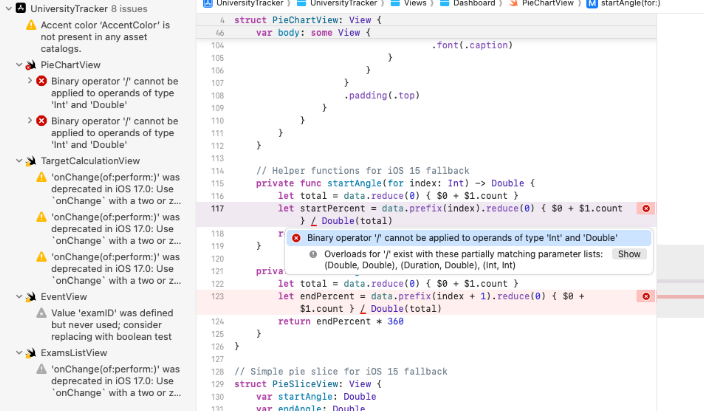 UniversityTracker 8 issues
Accent color 'AccentColor' is
not present in any asset
catalogs.
PieChartView
Binary operator '/' cannot be
applied to operands of type
'Int' and 'Double'
Binary operator '/' cannot be
applied to operands of type
'Int' and 'Double'
TargetCalculationView
'onChange(of:perform:)' was
deprecated in iOS 17.0: Use
`onChange` with a two or z...
'onChange(of:perform:)' was
deprecated in iOS 17.0: Use
`onChange` with a two or z...
'onChange(of:perform:)' was
deprecated in iOS 17.0: Use
`onChange` with a two or z...
EventView
Value 'examID' was defined
but never used; consider
replacing with boolean test
ExamsListView
'onChange(of:perform:)' was
deprecated in iOS 17.0: Use
`onChange` with a two or z...
UniversityTracker > UniversityTracker > Views > Dashboard > PieChartView > M startAngle(for:)
4 struct PieChartView: View {
46 var body: some View {
104 .font(.caption)
105 }
106 }
107 }
108 .padding(.top)
109 }
110 }
111 }
112 }
113
114 // Helper functions for iOS 15 fallback
115 private func startAngle(for index: Int) -> Double {
116 let total = data.reduce(0) { $0 + $1.count }
117 let startPercent = data.prefix(index).reduce(0) { $0 + $1.count
} / Double(total)
118 re
Binary operator '/' cannot be applied to operands of type 'Int' and 'Double'
Overloads for '/' exist with these partially matching parameter lists: Show
(Double, Double), (Duration, Double), (Int, Int)
119 }
120
121 priva
122 let total = data.reduce(0) { $0 + $1.count }
123 let endPercent = data.prefix(index + 1).reduce(0) { $0 +
$1.count } / Double(total)
124 return endPercent * 360
125 }
126 }
127
128 // Simple pie slice for iOS 15 fallback
129 struct PieSliceView: View {
130 var startAngle: Double
131 var endAngle: Double